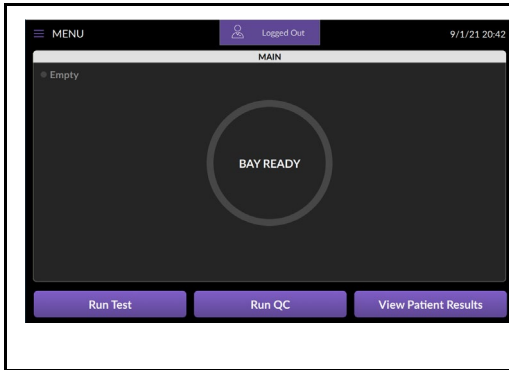 MENU
Logged Out
9/1/21 20:42
MAIN
Empty
BAY READY
Run Test
Run QC
View Patient Results